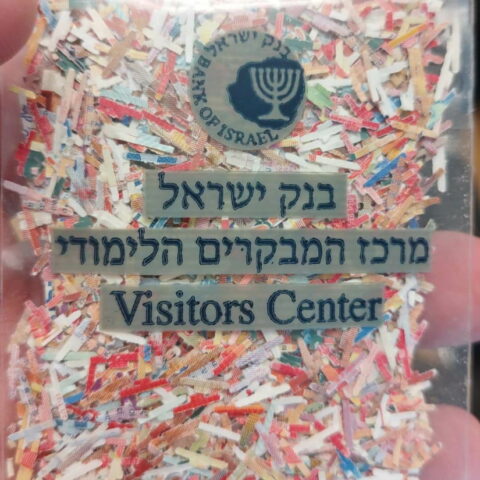 בנק ישראל
BANK OF ISRAEL
בנק ישראל
מרכז המבקרים הלימודי
Visitors Center